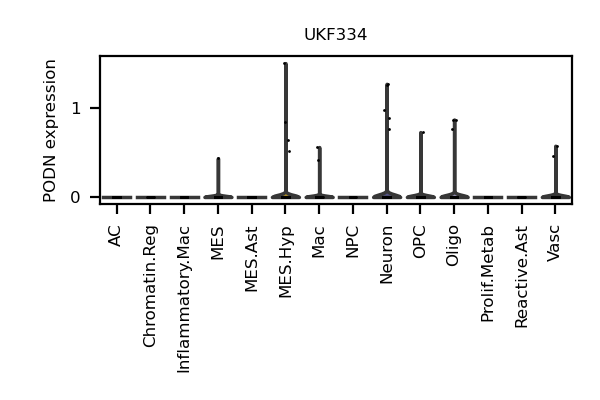 UKF334
PODN expression
1
0
AC
Chromatin.Reg
Inflammatory.Mac
MES
MES.Ast
MES.Hyp
Mac
NPC
Neuron
OPC
Oligo
Prolif.Metab
Reactive.Ast
Vasc